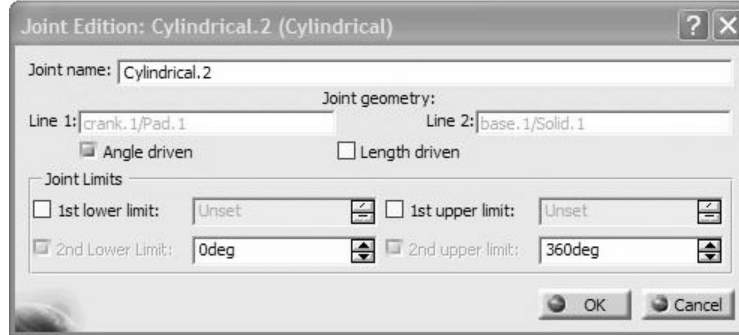 Joint Edition: Cylindrical.2 (Cylindrical)
Joint name: Cylindrical.2
Joint geometry:
Line 1: crank.1/Pad.1 Line 2: base.1/Solid.1
Angle driven Length driven
Joint Limits
1st lower limit: Unset 1st upper limit: Unset
2nd Lower Limit: 0deg 2nd upper limit: 360deg
OK Cancel